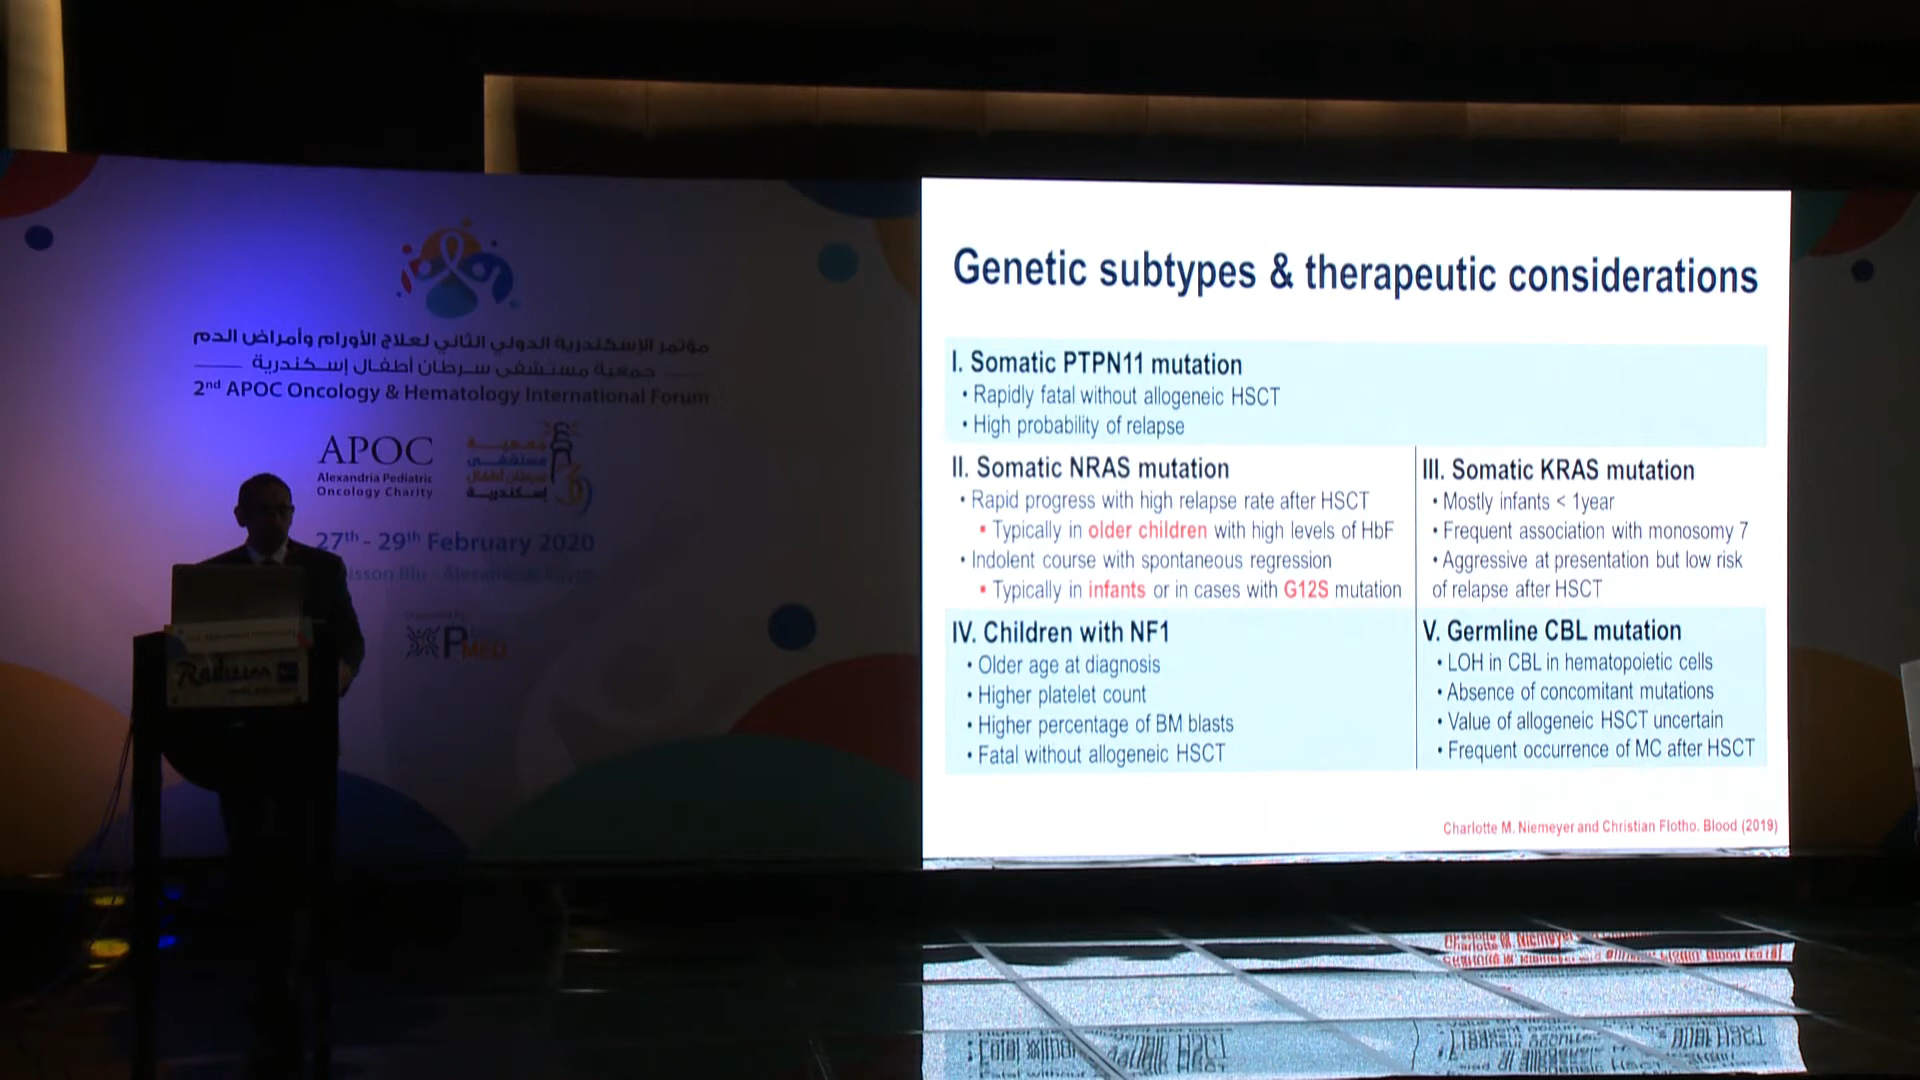 مؤتمر الإسكندرية الدولي الثاني لعلاج الأورام وأمراض الدم
جمعية مستشفى سرطان أطفال إسكندرية
2nd APOC Oncology & Hematology International Forum
APOC
Alexandria Pediatric
Oncology Charity
جمعية
مستشفى
سرطان أطفال
إسكندرية
27th - 29th February 2020
PMED
Radisson
Genetic subtypes & therapeutic considerations
I. Somatic PTPN11 mutation
• Rapidly fatal without allogeneic HSCT
• High probability of relapse
II. Somatic NRAS mutation
• Rapid progress with high relapse rate after HSCT
▪ Typically in older children with high levels of HbF
• Indolent course with spontaneous regression
▪ Typically in infants or in cases with G12S mutation
III. Somatic KRAS mutation
• Mostly infants < 1year
• Frequent association with monosomy 7
• Aggressive at presentation but low risk
of relapse after HSCT
IV. Children with NF1
• Older age at diagnosis
• Higher platelet count
• Higher percentage of BM blasts
• Fatal without allogeneic HSCT
V. Germline CBL mutation
• LOH in CBL in hematopoietic cells
• Absence of concomitant mutations
• Value of allogeneic HSCT uncertain
• Frequent occurrence of MC after HSCT
Charlotte M. Niemeyer and Christian Flotho. Blood (2019)